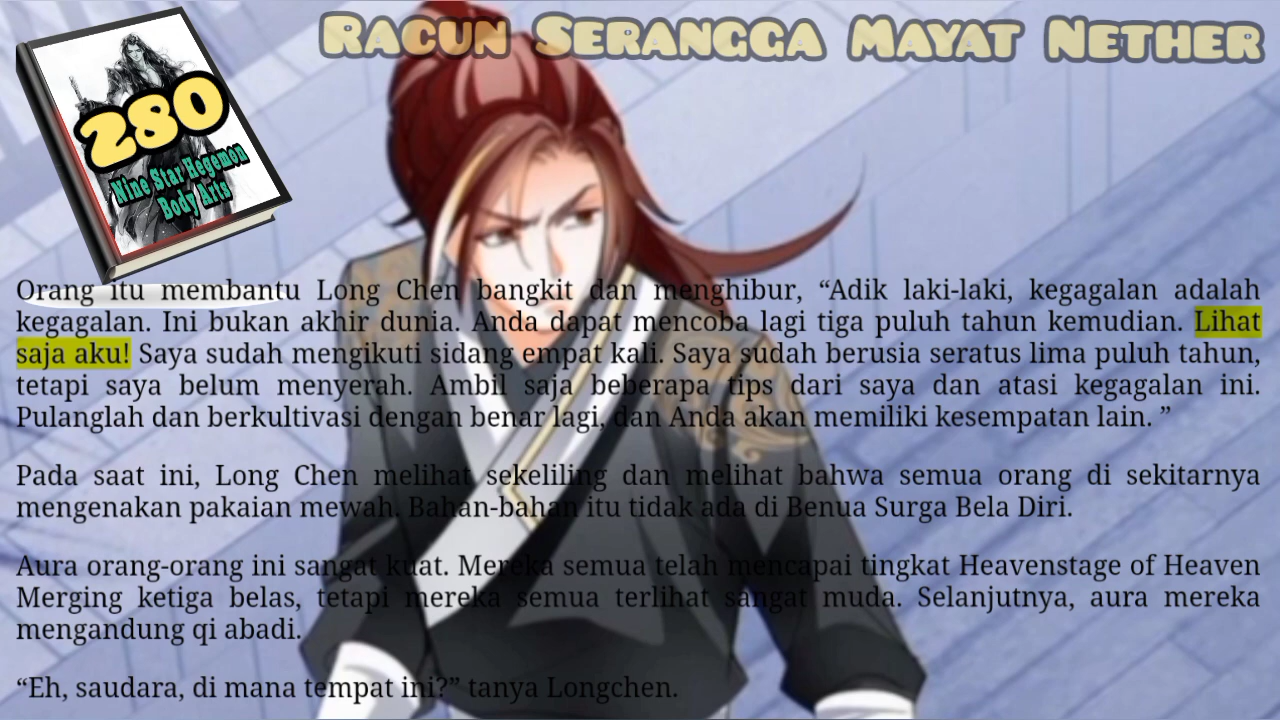 Racun Serangga Mayat Nether
280
Nine Star Hegemon
Body Arts
Orang itu membantu Long Chen bangkit dan menghibur, “Adik laki-laki, kegagalan adalah
kegagalan. Ini bukan akhir dunia. Anda dapat mencoba lagi tiga puluh tahun kemudian. Lihat
saja aku! Saya sudah mengikuti sidang empat kali. Saya sudah berusia seratus lima puluh tahun,
tetapi saya belum menyerah. Ambil saja beberapa tips dari saya dan atasi kegagalan ini.
Pulanglah dan berkultivasi dengan benar lagi, dan Anda akan memiliki kesempatan lain. ”
Pada saat ini, Long Chen melihat sekeliling dan melihat bahwa semua orang di sekitarnya
mengenakan pakaian mewah. Bahan-bahan itu tidak ada di Benua Surga Bela Diri.
Aura orang-orang ini sangat kuat. Mereka semua telah mencapai tingkat Heavenstage of Heaven
Merging ketiga belas, tetapi mereka semua terlihat sangat muda. Selanjutnya, aura mereka
mengandung qi abadi.
“Eh, saudara, di mana tempat ini?” tanya Longchen.